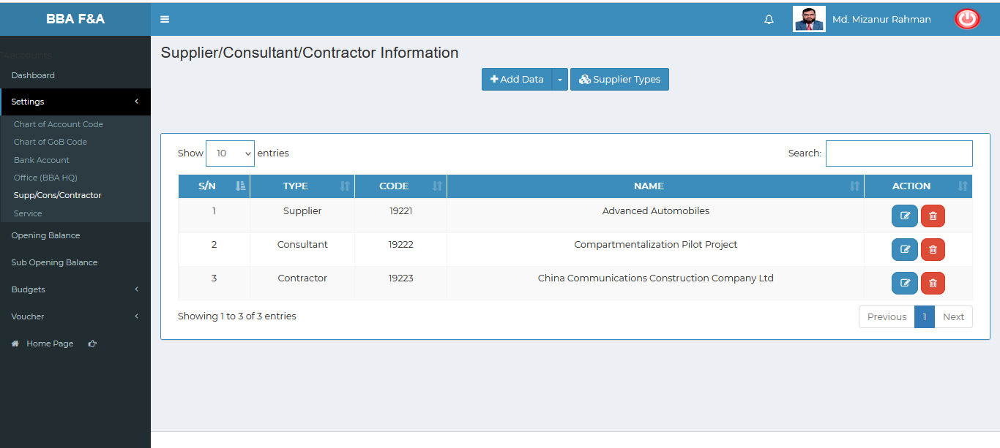 BBA F&A
Md. Mizanur Rahman
accounts
Dashboard
Settings
Chart of Account Code
Chart of GoB Code
Bank Account
Office (BBA HQ)
Supp/Cons/Contractor
Service
Opening Balance
Sub Opening Balance
Budgets
Voucher
Home Page
Supplier/Consultant/Contractor Information
Add Data Supplier Types
Show 10 entries Search:
S/N TYPE CODE NAME ACTION
1 Supplier 19221 Advanced Automobiles
2 Consultant 19222 Compartmentalization Pilot Project
3 Contractor 19223 China Communications Construction Company Ltd
Showing 1 to 3 of 3 entries Previous 1 Next